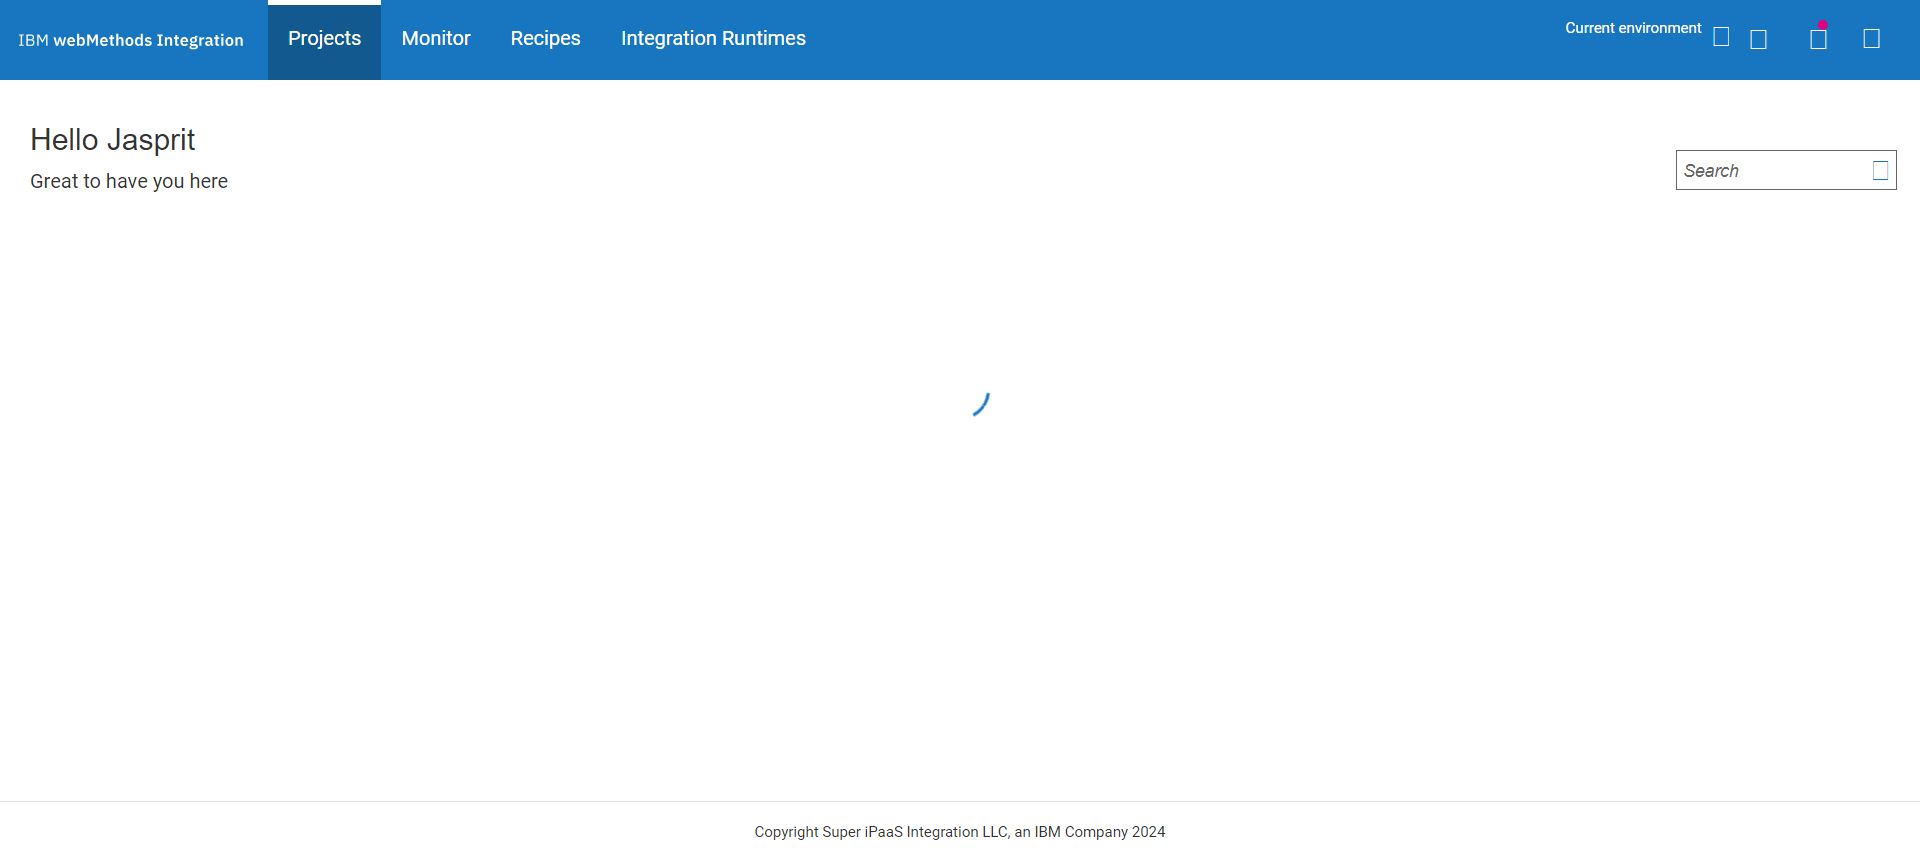 IBM webMethods Integration
Projects
Monitor
Recipes
Integration Runtimes
Current environment
Hello Jasprit
Great to have you here
Search
Copyright Super iPaaS Integration LLC, an IBM Company 2024